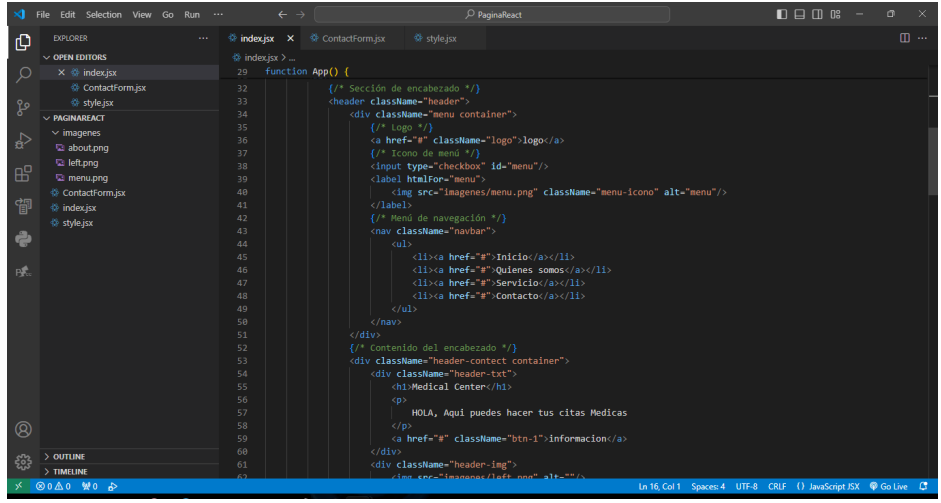 File Edit Selection View Go Run ··· PaginaReact
EXPLORER ···
OPEN EDITORS
index.jsx
ContactForm.jsx
style.jsx
PAGINAREACT
imagenes
about.png
left.png
menu.png
ContactForm.jsx
index.jsx
style.jsx
OUTLINE
TIMELINE
index.jsx ContactForm.jsx style.jsx ···
index.jsx > ...
29 function App() {
32 {/* Sección de encabezado */}
33 <header className="header">
34 <div className="menu container">
35 {/* Logo */}
36 <a href="#" className="logo">logo</a>
37 {/* Icono de menú */}
38 <input type="checkbox" id="menu"/>
39 <label htmlFor="menu">
40 <img src="imagenes/menu.png" className="menu-icono" alt="menu"/>
41 </label>
42 {/* Menú de navegación */}
43 <nav className="navbar">
44 <ul>
45 <li><a href="#">Inicio</a></li>
46 <li><a href="#">Quienes somos</a></li>
47 <li><a href="#">Servicio</a></li>
48 <li><a href="#">Contacto</a></li>
49 </ul>
50 </nav>
51 </div>
52 {/* Contenido del encabezado */}
53 <div className="header-contect container">
54 <div className="header-txt">
55 <h1>Medical Center</h1>
56 <p>
57 HOLA, Aqui puedes hacer tus citas Medicas
58 </p>
59 <a href="#" className="btn-1">informacion</a>
60 </div>
61 <div className="header-img">
62 <img src="imagenes/left.png" alt=""/>
0 0 0 Ln 16, Col 1 Spaces: 4 UTF-8 CRLF {} JavaScript JSX Go Live